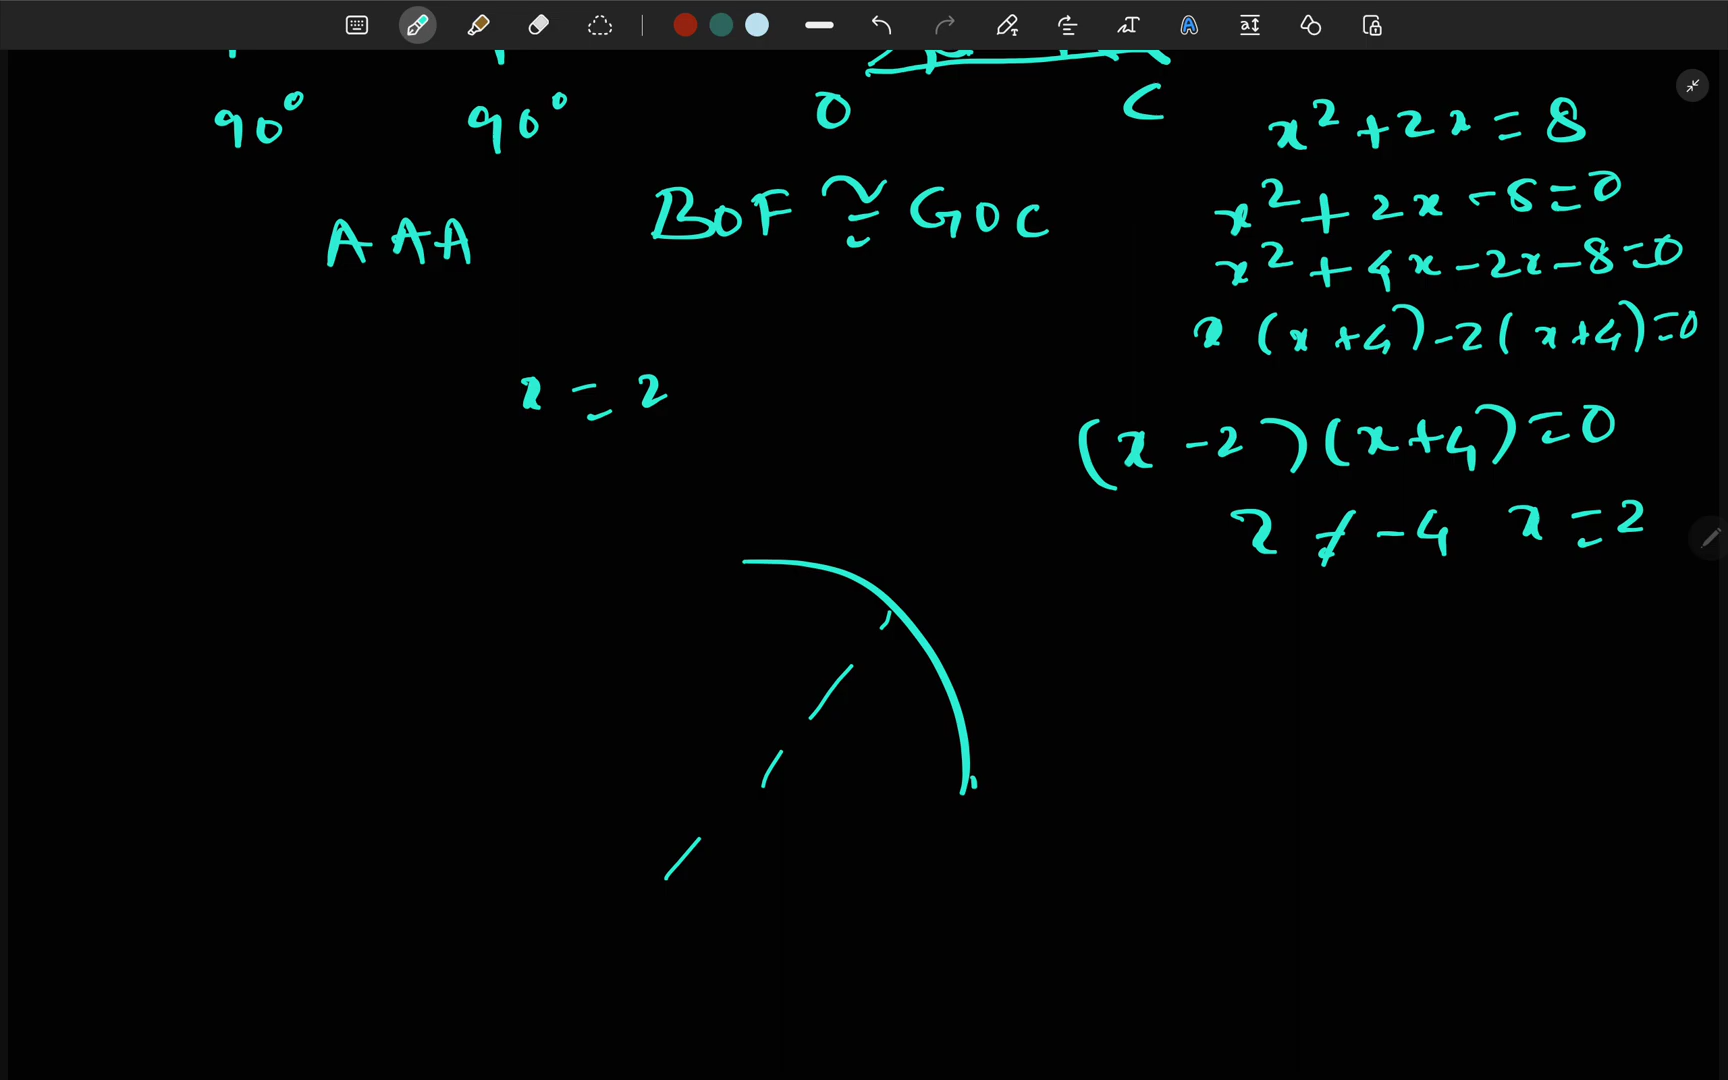 90° 90° O C
AAA BOF ≅ GOC
x = 2
x² + 2x = 8
x² + 2x - 8 = 0
x² + 4x - 2x - 8 = 0
x (x + 4) - 2 (x + 4) = 0
(x - 2) (x + 4) = 0
x ≠ -4 x = 2